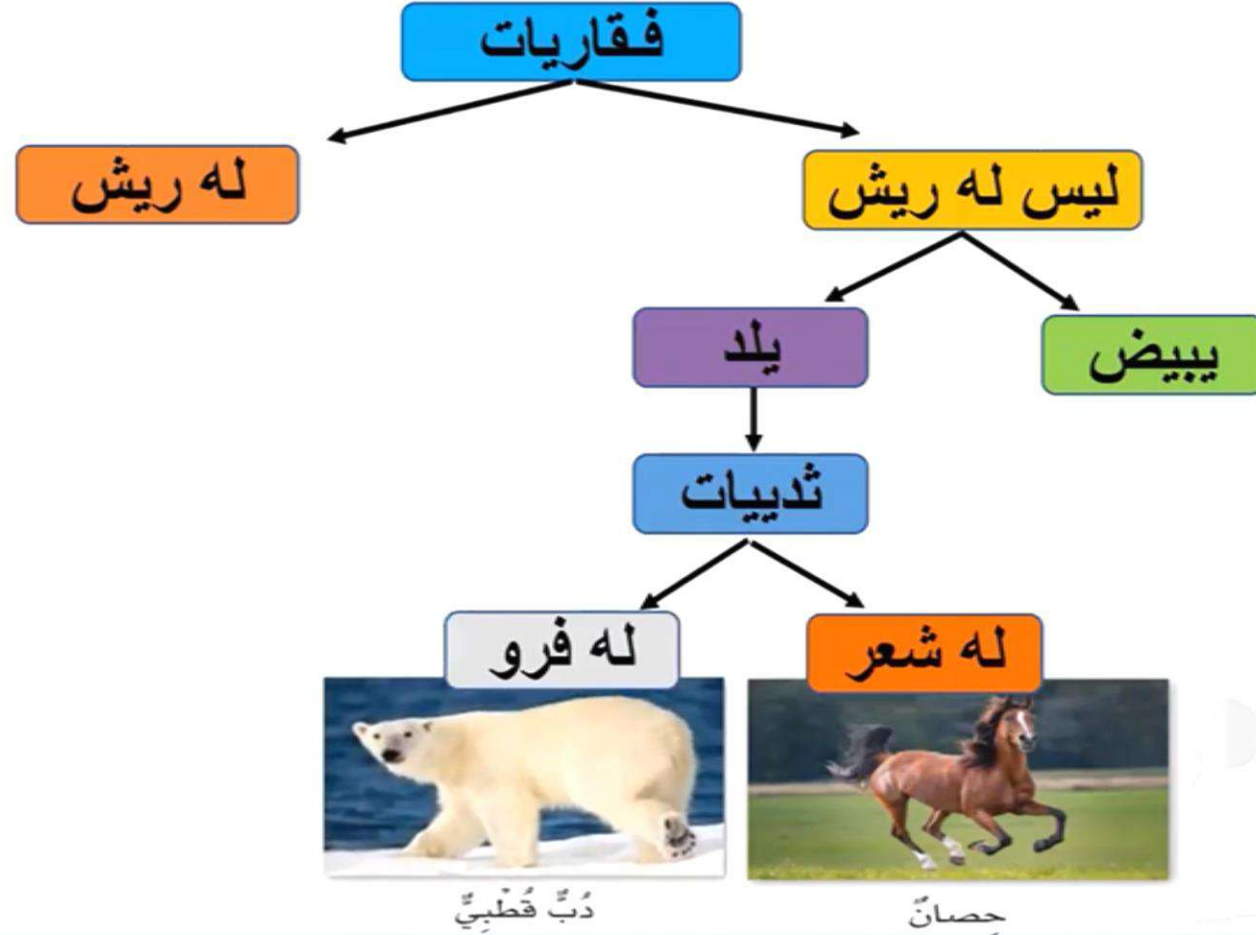 فقاريات
له ريش
ليس له ريش
يلد
يبيض
ثدييات
له فرو
له شعر
دُبٌّ قُطْبِيٌّ
حِصانٌ